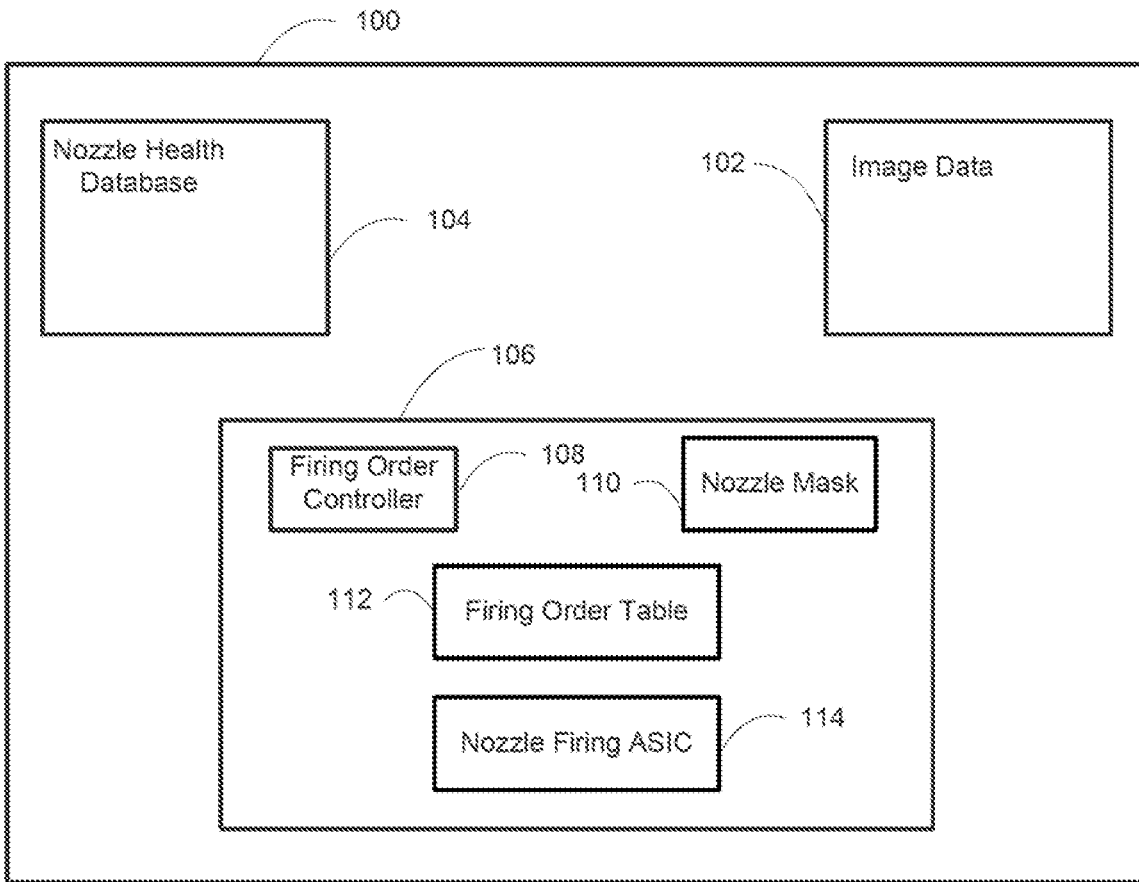 100
Nozzle Health
Database
104
102
Image Data
106
Firing Order
Controller
108
110
Nozzle Mask
112
Firing Order Table
Nozzle Firing ASIC
114